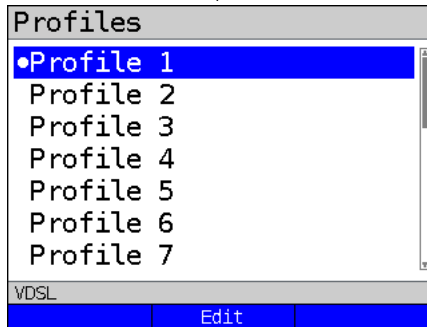 Profiles
•Profile 1
Profile 2
Profile 3
Profile 4
Profile 5
Profile 6
Profile 7
VDSL
Edit